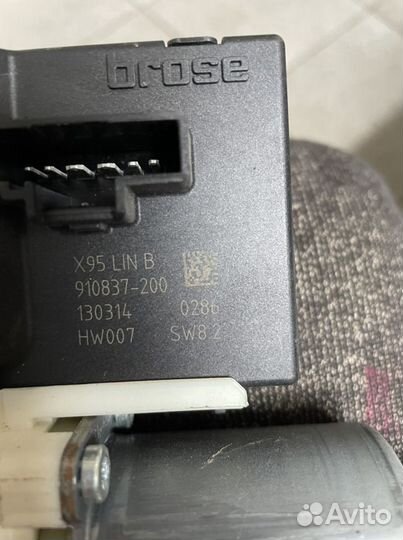 brose
X95 LIN B
910837-200
130314 0286
HW007 SW8.2
Avito